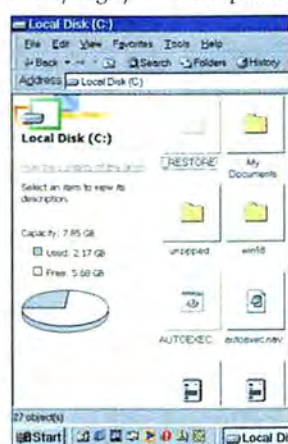 Local Disk (C:)
File Edit View Favorites Tools Help
Back Search Folders History
Address Local Disk (C:)
Local Disk (C:)
Select an item to view its description.
Capacity: 7.85 GB
Used: 2.17 GB
Free: 5.68 GB
_RESTORE
My Documents
unzipped
win98
AUTOEXEC
autoexec.nav
27 object(s)
Start
Local Di